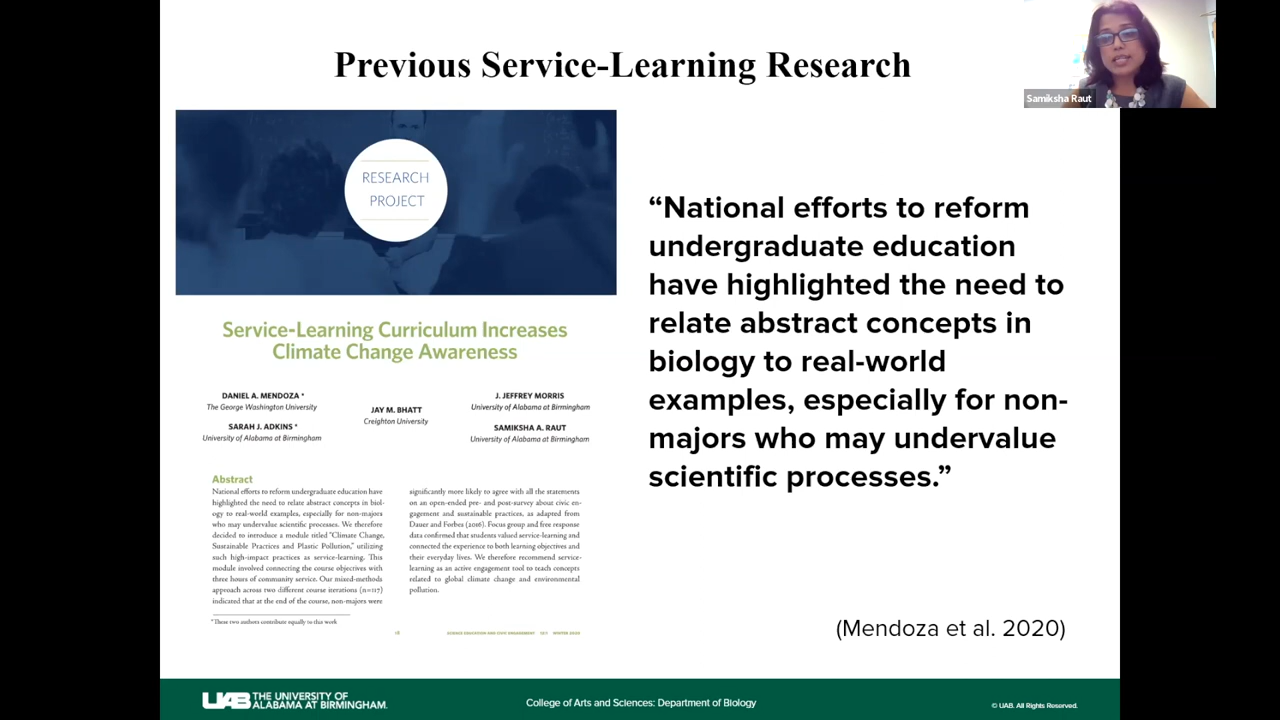 Previous Service-Learning Research
Samiksha Raut
RESEARCH
PROJECT
Service-Learning Curriculum Increases
Climate Change Awareness
DANIEL A. MENDOZA *
The George Washington University
SARAH J. ADKINS *
University of Alabama at Birmingham
JAY M. BHATT
Creighton University
J. JEFFREY MORRIS
University of Alabama at Birmingham
SAMIKSHA A. RAUT
University of Alabama at Birmingham
Abstract
National efforts to reform undergraduate education have
highlighted the need to relate abstract concepts in biol-
ogy to real-world examples, especially for non-majors
who may undervalue scientific processes. We therefore
decided to introduce a module titled "Climate Change,
Sustainable Practices and Plastic Pollution," utilizing
such high-impact practices as service-learning. This
module involved connecting the course objectives with
three hours of community service. Our mixed-methods
approach across two different course iterations (n=117)
indicated that at the end of the course, non-majors were
significantly more likely to agree with all the statements
on an open-ended pre- and post-survey about civic en-
gagement and sustainable practices, as adapted from
Dauer and Forbes (2016). Focus group and free response
data confirmed that students valued service-learning and
connected the experience to both learning objectives and
their everyday lives. We therefore recommend service-
learning as an active engagement tool to teach concepts
related to global climate change and environmental
pollution.
* These two authors contribute equally to this work
SCIENCE EDUCATION AND CIVIC ENGAGEMENT 12:1 WINTER 2020
“National efforts to reform
undergraduate education
have highlighted the need to
relate abstract concepts in
biology to real-world
examples, especially for non-
majors who may undervalue
scientific processes.”
(Mendoza et al. 2020)
UAB THE UNIVERSITY OF
ALABAMA AT BIRMINGHAM.
College of Arts and Sciences: Department of Biology
© UAB. All Rights Reserved.